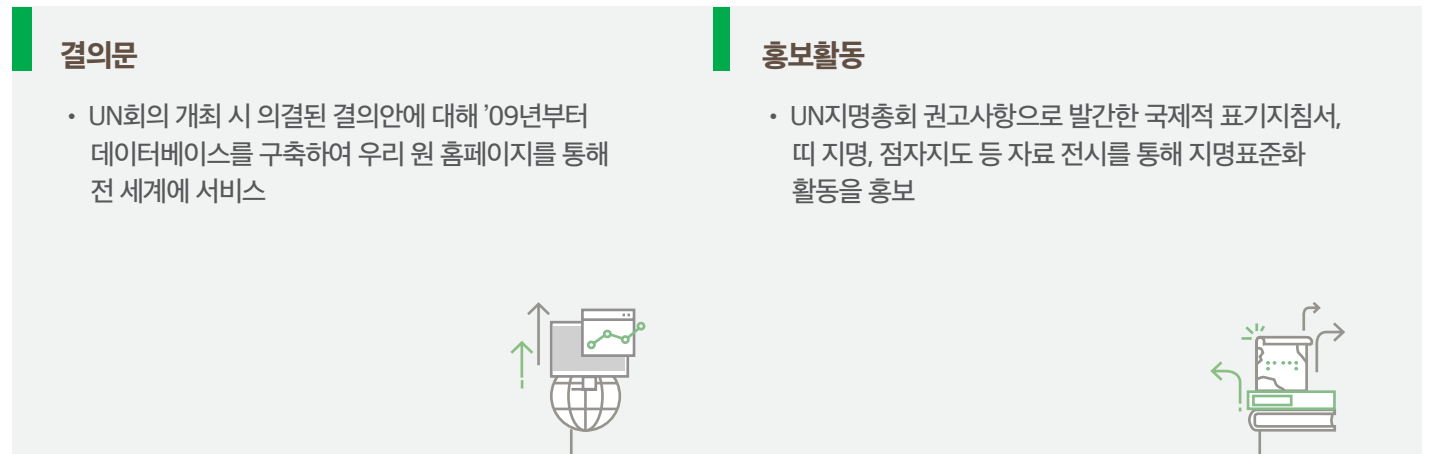 결의문
• UN회의 개최 시 의결된 결의안에 대해 ’09년부터
데이터베이스를 구축하여 우리 원 홈페이지를 통해
전 세계에 서비스
홍보활동
• UN지명총회 권고사항으로 발간한 국제적 표기지침서,
띠 지명, 점자지도 등 자료 전시를 통해 지명표준화
활동을 홍보